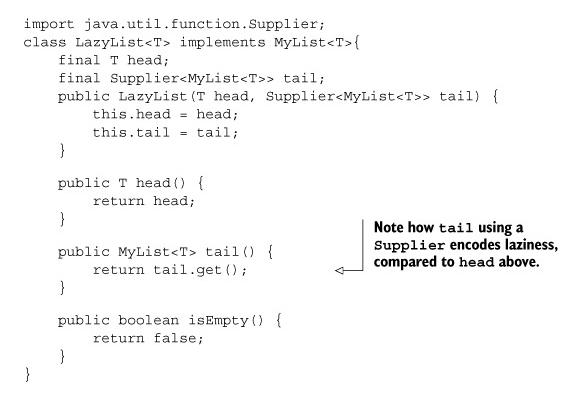 import java.util.function.Supplier;
class LazyList<T> implements MyList<T>{
    final T head;
    final Supplier<MyList<T>> tail;
    public LazyList(T head, Supplier<MyList<T>> tail) {
        this.head = head;
        this.tail = tail;
    }
    public T head() {
        return head;
    }
    public MyList<T> tail() {
        return tail.get();
    }
    public boolean isEmpty() {
        return false;
    }
}
Note how tail using a
Supplier encodes laziness,
compared to head above.